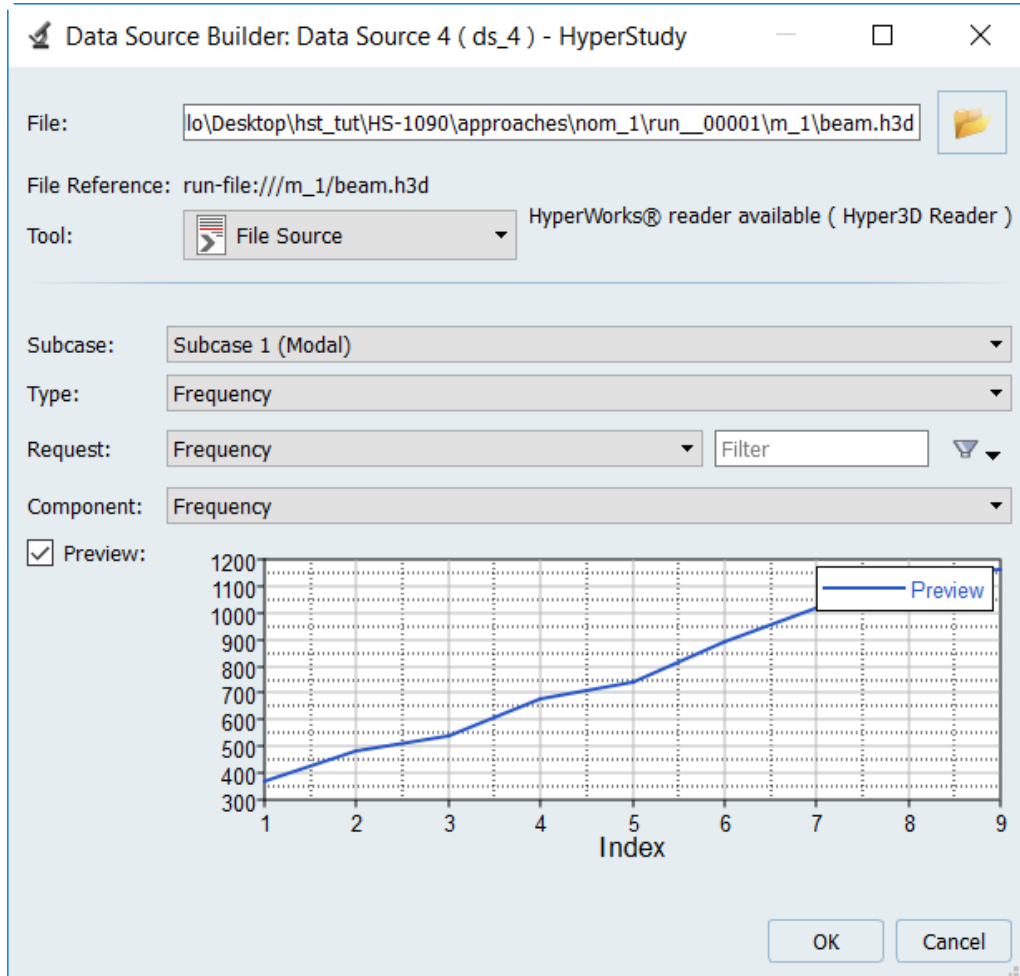 Data Source Builder: Data Source 4 ( ds_4 ) - HyperStudy
File: lo\Desktop\hst_tut\HS-1090\approaches\nom_1\run__00001\m_1\beam.h3d
File Reference: run-file:///m_1/beam.h3d
Tool: File Source HyperWorks® reader available ( Hyper3D Reader )
Subcase: Subcase 1 (Modal)
Type: Frequency
Request: Frequency Filter
Component: Frequency
Preview:
1200
1100
1000
900
800
700
600
500
400
300
Preview
1 2 3 4 5 6 7 8 9
Index
OK Cancel